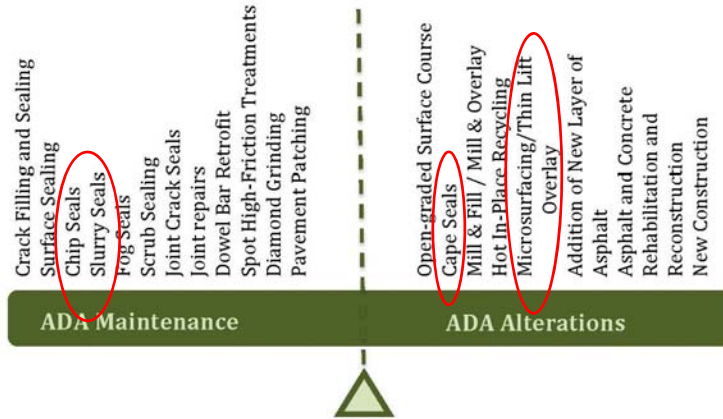 Crack Filling and Sealing
Surface Sealing
Chip Seals
Slurry Seals
Fog Seals
Scrub Sealing
Joint Crack Seals
Joint repairs
Dowel Bar Retrofit
Spot High-Friction Treatments
Diamond Grinding
Pavement Patching
Open-graded Surface Course
Cape Seals
Mill & Fill / Mill & Overlay
Hot In-Place Recycling
Microsurfacing/Thin Lift
Overlay
Addition of New Layer of
Asphalt
Asphalt and Concrete
Rehabilitation and
Reconstruction
New Construction
ADA Maintenance
ADA Alterations